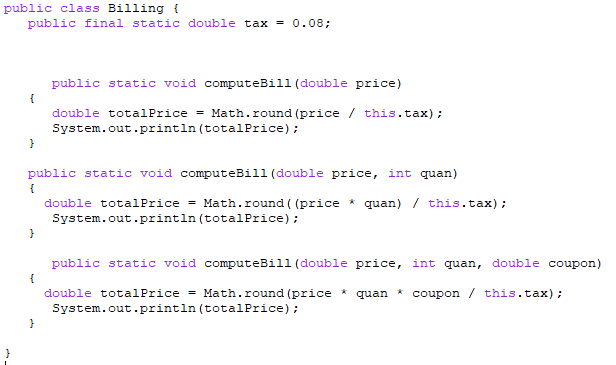 public class Billing {
public final static double tax = 0.08;
public static void computeBill(double price)
{
double totalPrice = Math.round(price / this.tax);
System.out.println(totalPrice);
}
public static void computeBill(double price, int quan)
{
double totalPrice = Math.round((price * quan) / this.tax);
System.out.println(totalPrice);
}
public static void computeBill(double price, int quan, double coupon)
{
double totalPrice = Math.round(price * quan * coupon / this.tax);
System.out.println(totalPrice);
}
}